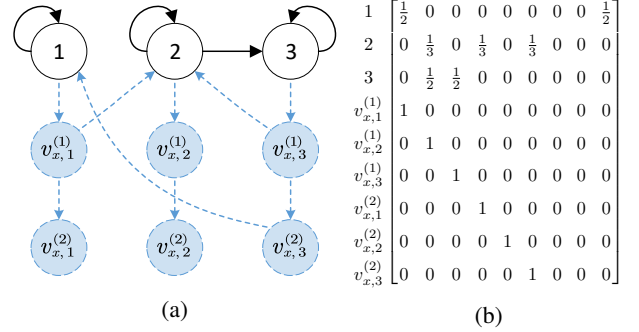 1 2 3
v_{x,1}^{(1)} v_{x,2}^{(1)} v_{x,3}^{(1)}
v_{x,1}^{(2)} v_{x,2}^{(2)} v_{x,3}^{(2)}
(a)
1 1/2 0 0 0 0 0 0 0 1/2
2 0 1/3 0 1/3 0 1/3 0 0 0
3 0 1/2 1/2 0 0 0 0 0 0
v_{x,1}^{(1)} 1 0 0 0 0 0 0 0 0
v_{x,2}^{(1)} 0 1 0 0 0 0 0 0 0
v_{x,3}^{(1)} 0 0 1 0 0 0 0 0 0
v_{x,1}^{(2)} 0 0 0 1 0 0 0 0 0
v_{x,2}^{(2)} 0 0 0 0 1 0 0 0 0
v_{x,3}^{(2)} 0 0 0 0 0 1 0 0 0
(b)